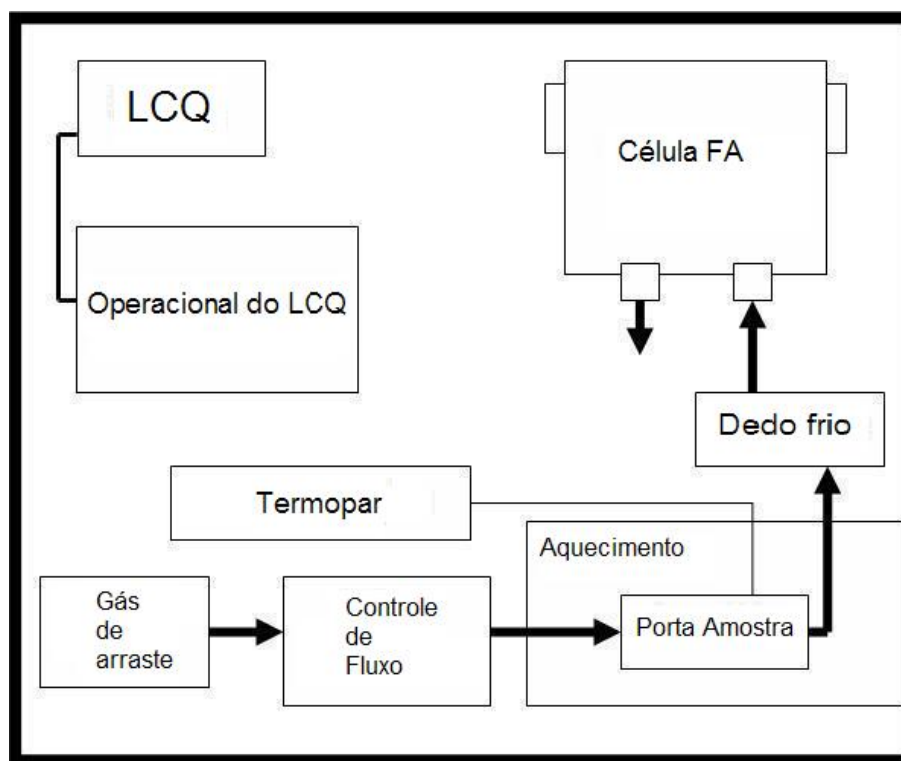 LCQ
Célula FA
Operacional do LCQ
Dedo frio
Termopar
Aquecimento
Gás
de
arraste
Controle
de
Fluxo
Porta Amostra